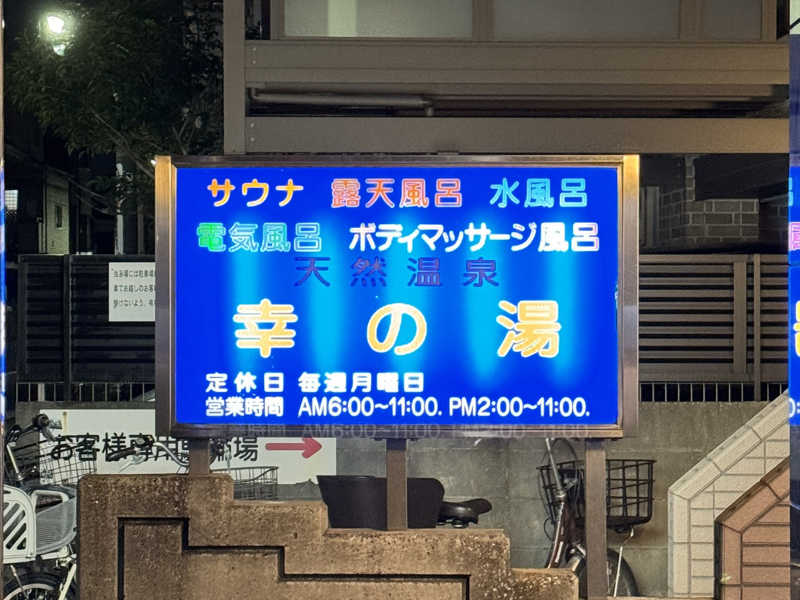 サウナ 露天風呂 水風呂
電気風呂 ボディマッサージ風呂
天然温泉
幸の湯
定休日 毎週月曜日
営業時間 AM6:00~11:00. PM2:00~11:00.
お客様専用
場